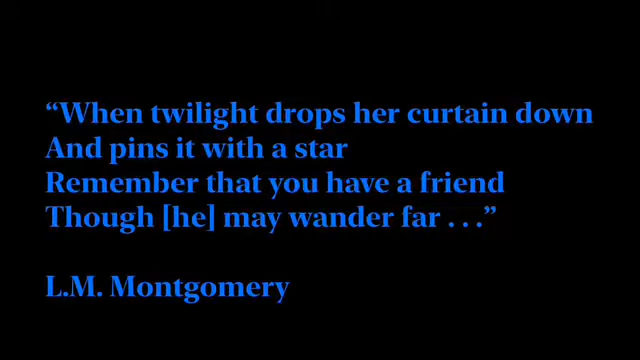 “When twilight drops her curtain down
And pins it with a star
Remember that you have a friend
Though [he] may wander far . . .”
L.M. Montgomery